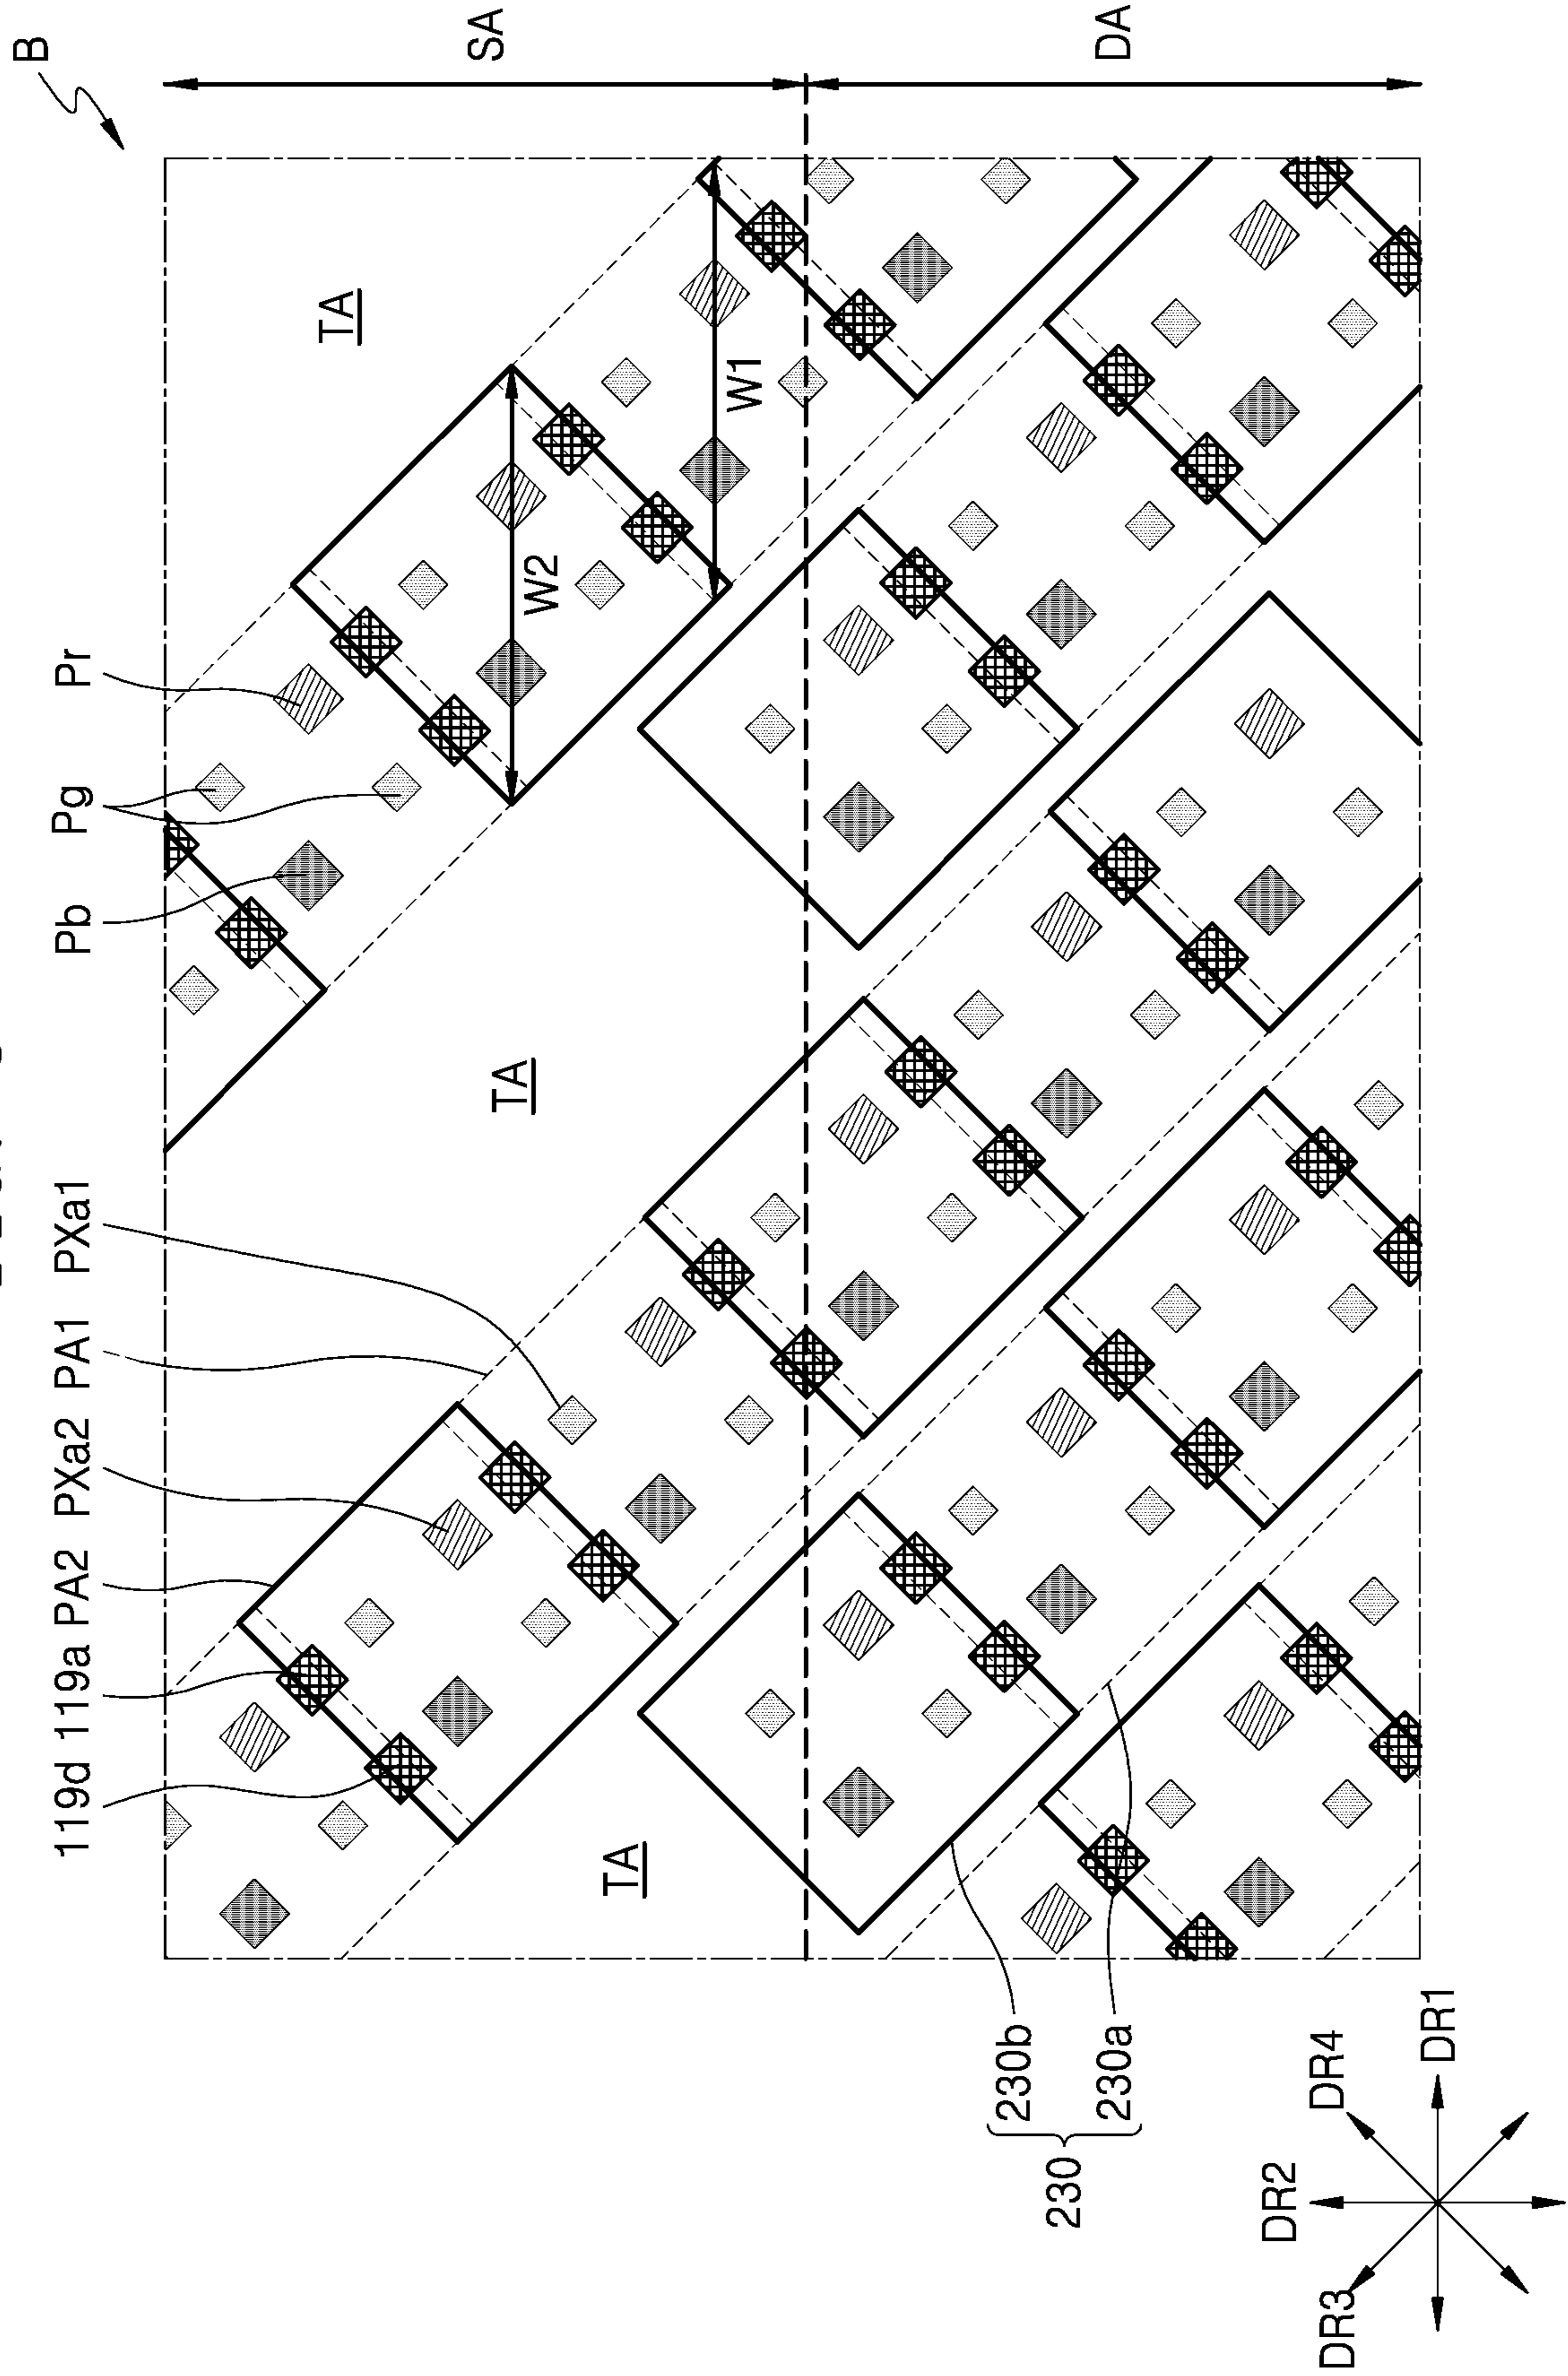 B
SA
DA
TA
TA
TA
W1
W2
Pr
Pg
Pb
PXa1
PA1
PXa2
PA2
119a
119d
230b
230a
230
DR1
DR4
DR2
DR3